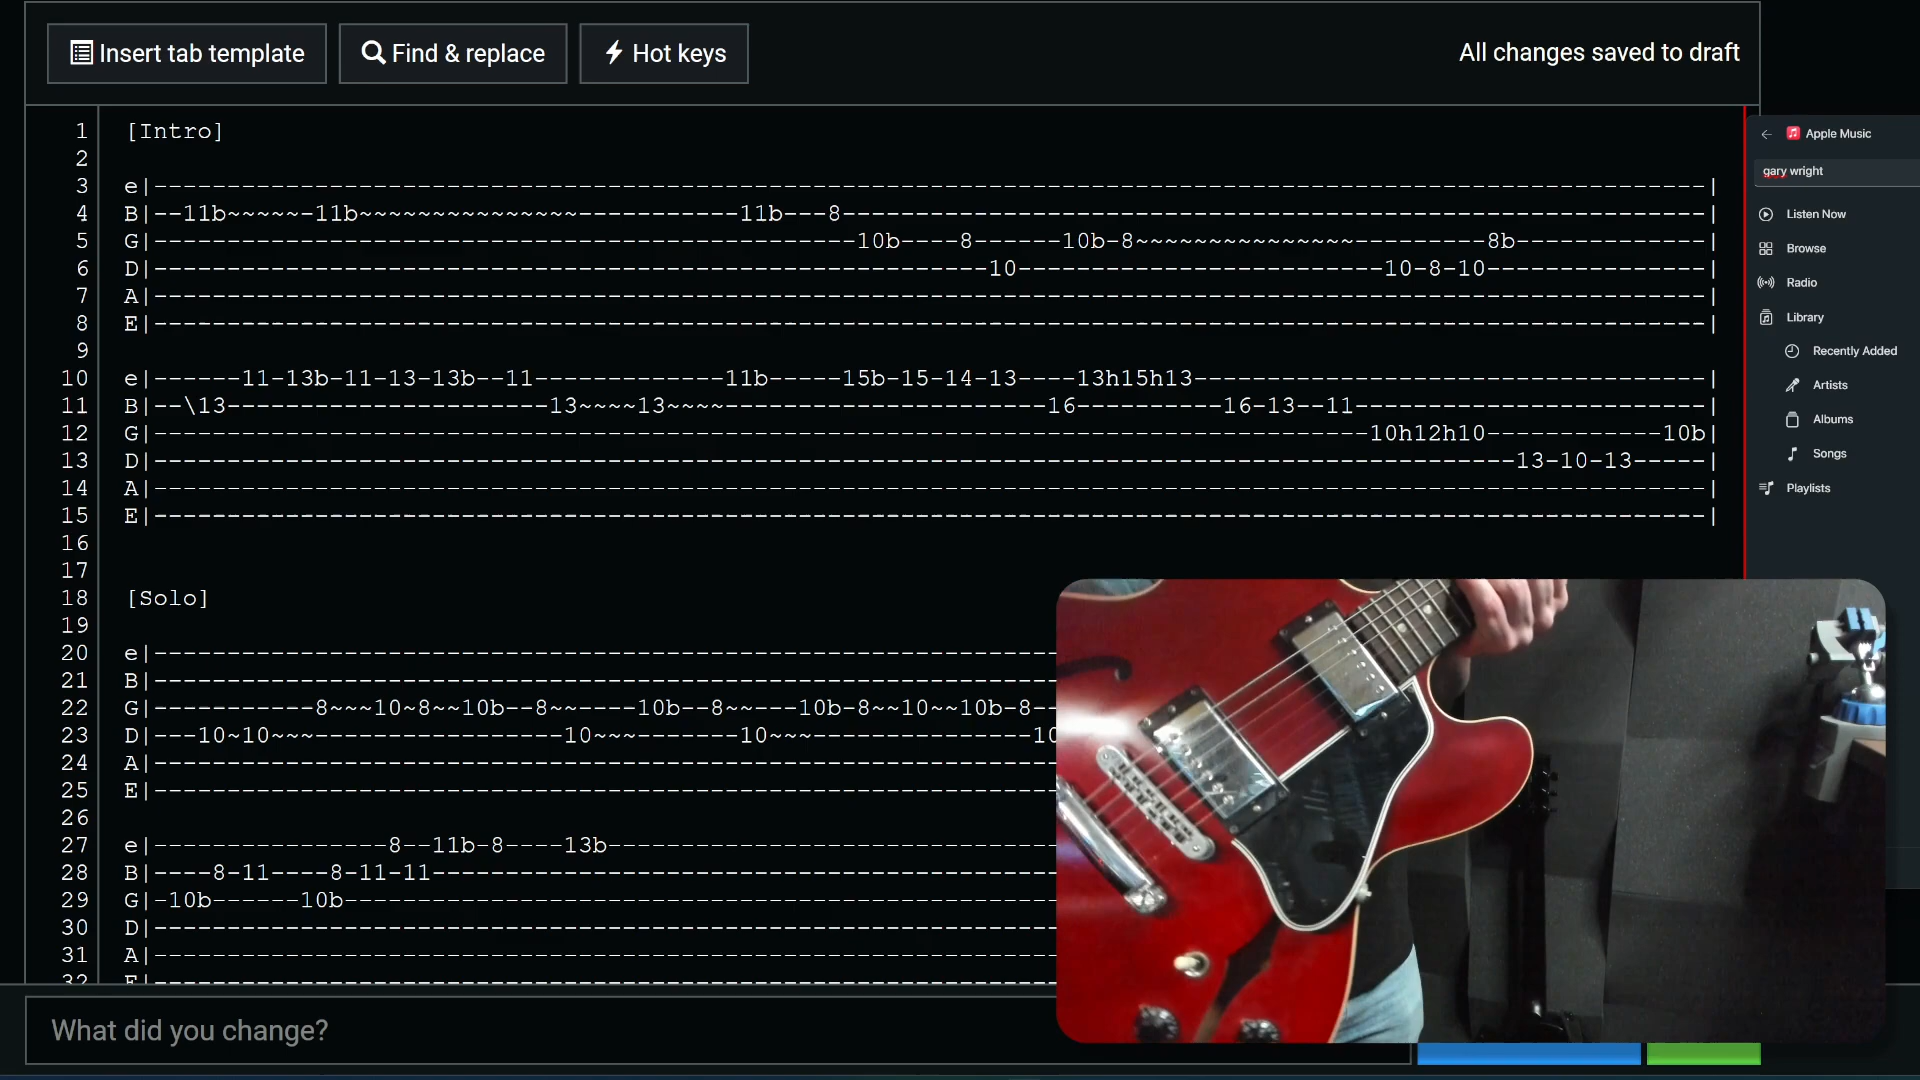 Insert tab template
Find & replace
Hot keys
All changes saved to draft
1 [Intro]
2
3 e|----------------------------------------------------------------------------------------------------------|
4 B|--11b~~~~~~-11b~~~~~~~~~~~~~~~-----------11b---8-----------------------------------------------------------|
5 G|------------------------------------------------10b----8------10b-8~~~~~~~~~~~~~~~---------8b-------------|
6 D|---------------------------------------------------------10-------------------------10-8-10---------------|
7 A|----------------------------------------------------------------------------------------------------------|
8 E|----------------------------------------------------------------------------------------------------------|
9
10 e|------11-13b-11-13-13b--11-------------11b-----15b-15-14-13----13h15h13-----------------------------------|
11 B|--\13----------------------13~~~~13~~~~----------------------16----------16-13--11------------------------|
12 G|-----------------------------------------------------------------------------------10h12h10------------10b|
13 D|---------------------------------------------------------------------------------------------13-10-13-----|
14 A|----------------------------------------------------------------------------------------------------------|
15 E|----------------------------------------------------------------------------------------------------------|
16
17
18 [Solo]
19
20 e|--------------------------------------------------------------
21 B|--------------------------------------------------------------
22 G|-----------8~~~10~8~~10b--8~~-----10b--8~~-----10b-8~~10~~10b-8--
23 D|---10~10~~~-----------------10~~~-------10~~~---------------10
24 A|--------------------------------------------------------------
25 E|--------------------------------------------------------------
26
27 e|----------------8--11b-8----13b-------------------------------
28 B|----8-11----8-11-11-------------------------------------------
29 G|-10b------10b-------------------------------------------------
30 D|--------------------------------------------------------------
31 A|--------------------------------------------------------------
32 E|--------------------------------------------------------------
What did you change?
Apple Music
gary wright
Listen Now
Browse
Radio
Library
Recently Added
Artists
Albums
Songs
Playlists